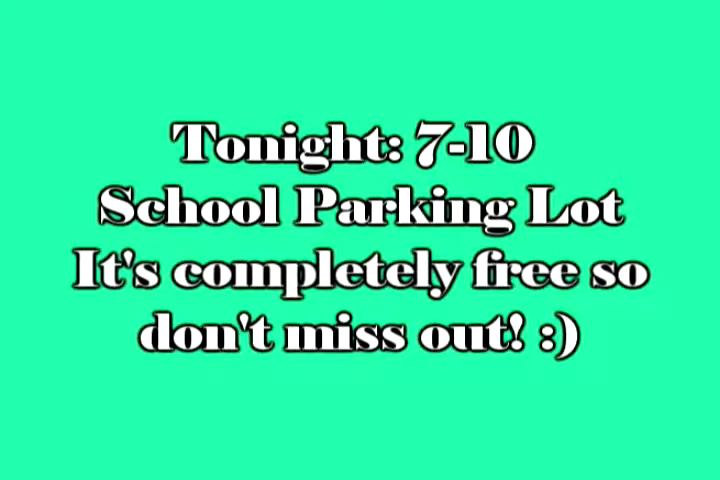 Tonight: 7-10
School Parking Lot
It's completely free so
don't miss out! :)